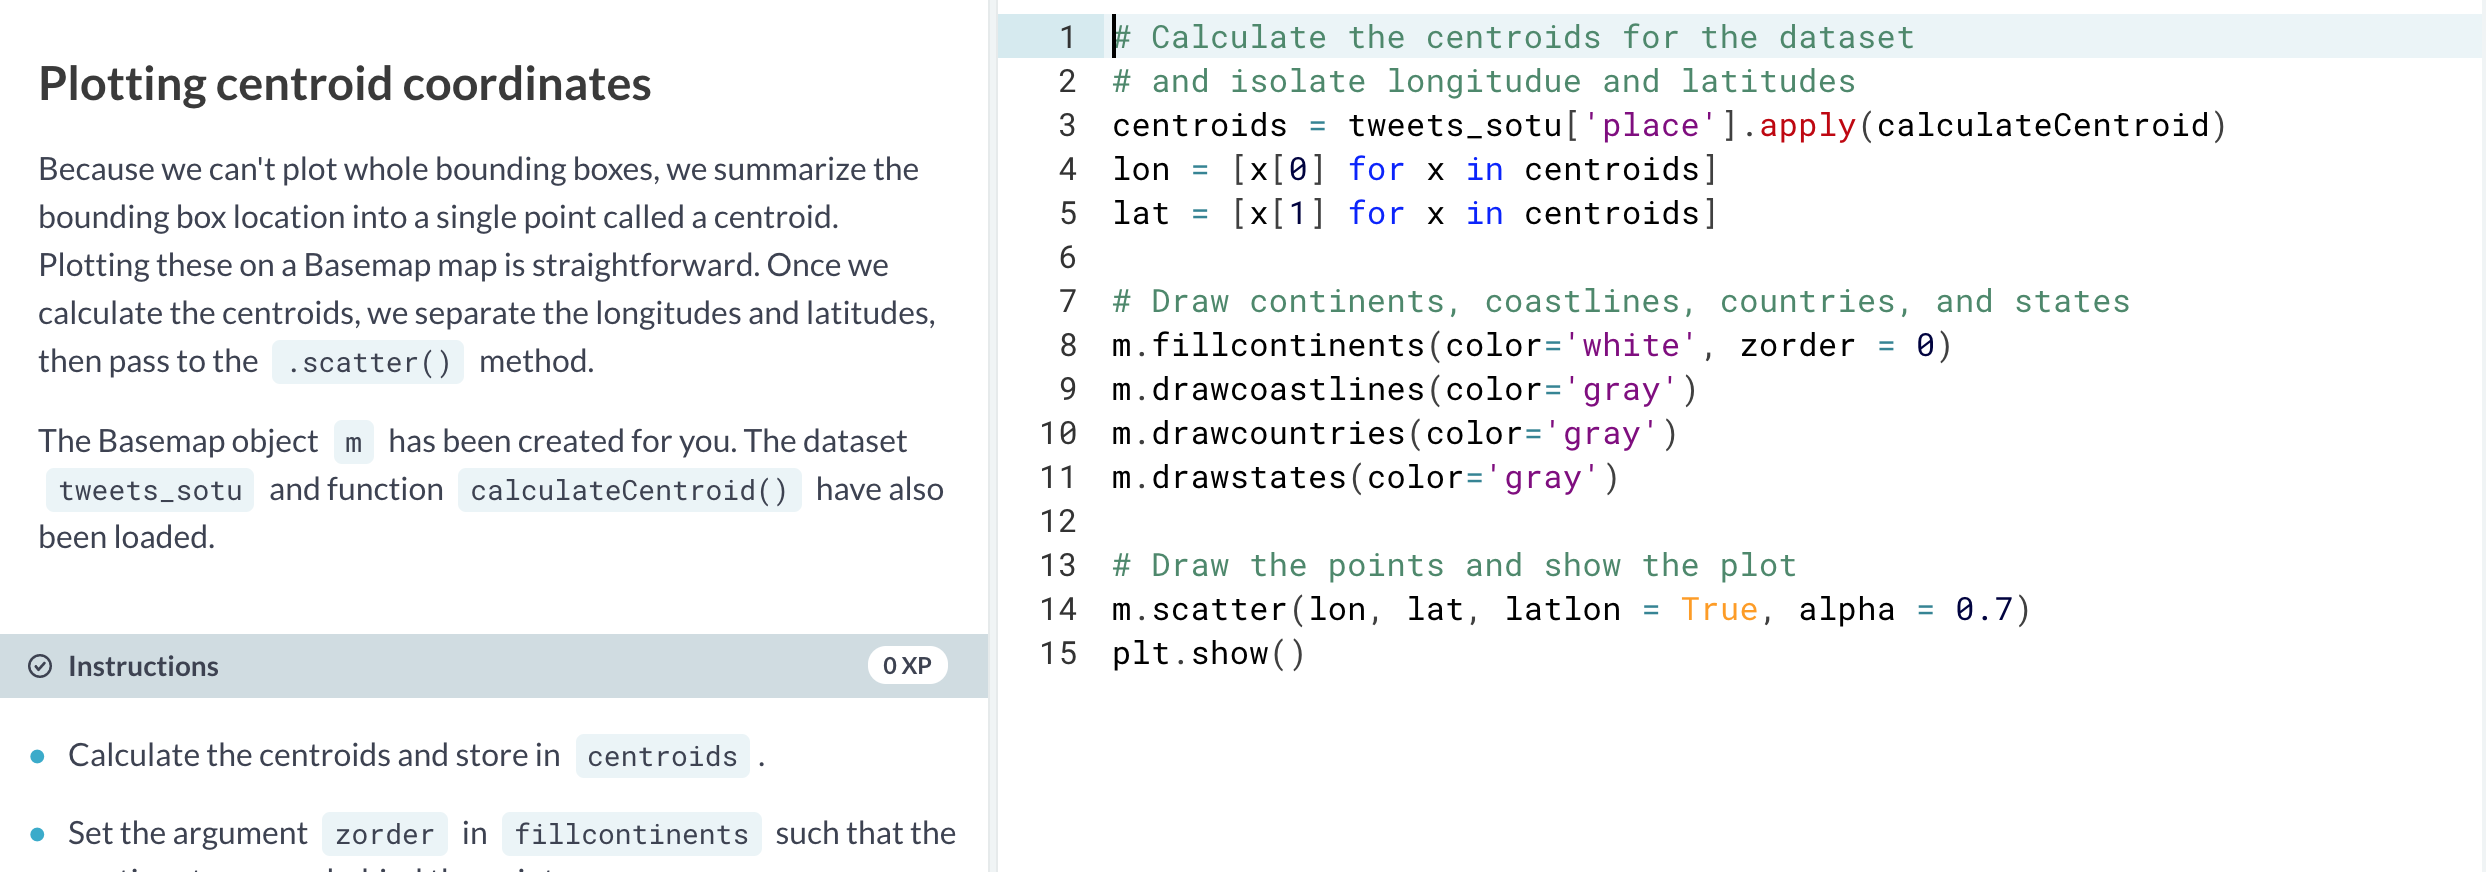 Plotting centroid coordinates
Because we can't plot whole bounding boxes, we summarize the
bounding box location into a single point called a centroid.
Plotting these on a Basemap map is straightforward. Once we
calculate the centroids, we separate the longitudes and latitudes,
then pass to the .scatter() method.
The Basemap object m has been created for you. The dataset
tweets_sotu and function calculateCentroid() have also
been loaded.
Instructions 0 XP
Calculate the centroids and store in centroids .
Set the argument zorder in fillcontinents such that the
1 # Calculate the centroids for the dataset
2 # and isolate longitudue and latitudes
3 centroids = tweets_sotu['place'].apply(calculateCentroid)
4 lon = [x[0] for x in centroids]
5 lat = [x[1] for x in centroids]
6
7 # Draw continents, coastlines, countries, and states
8 m.fillcontinents(color='white', zorder = 0)
9 m.drawcoastlines(color='gray')
10 m.drawcountries(color='gray')
11 m.drawstates(color='gray')
12
13 # Draw the points and show the plot
14 m.scatter(lon, lat, latlon = True, alpha = 0.7)
15 plt.show()